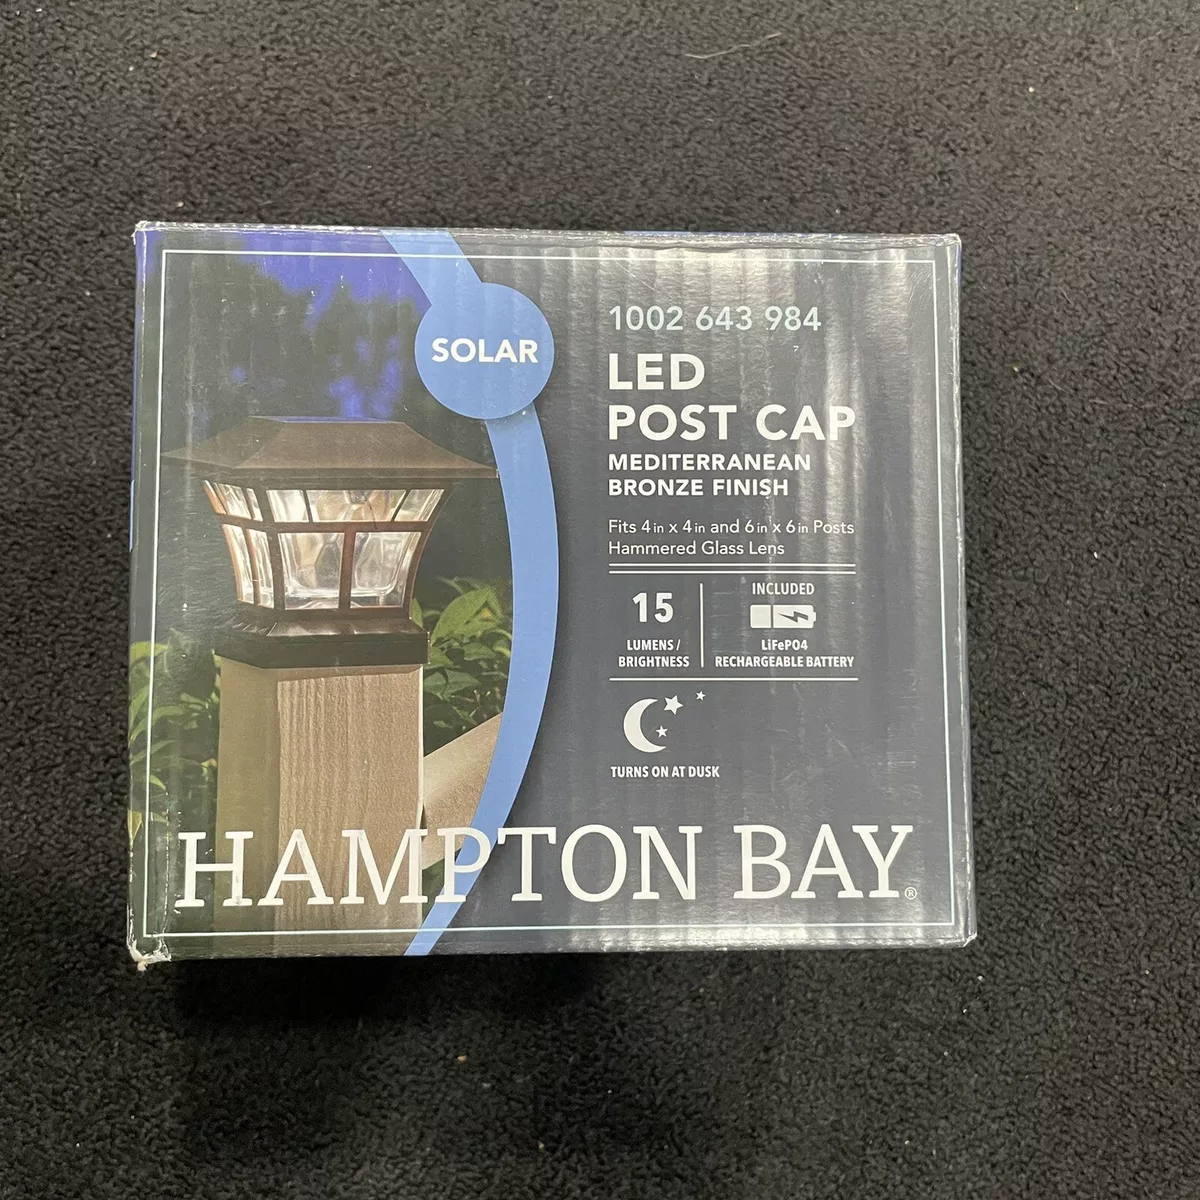 SOLAR
1002 643 984
LED
POST CAP
MEDITERRANEAN
BRONZE FINISH
Fits 4in x 4in and 6in x 6in Posts
Hammered Glass Lens
15
LUMENS /
BRIGHTNESS
INCLUDED
LiFePO4
RECHARGEABLE BATTERY
TURNS ON AT DUSK
HAMPTON BAY®